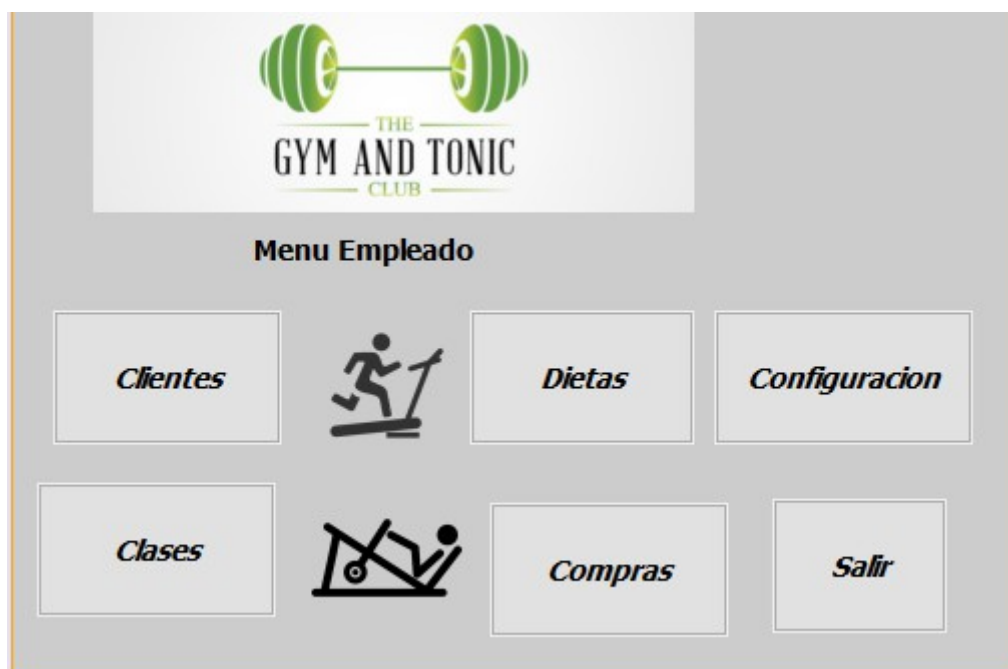 THE
GYM AND TONIC
CLUB
Menu Empleado
Clientes
Dietas
Configuracion
Clases
Compras
Salir